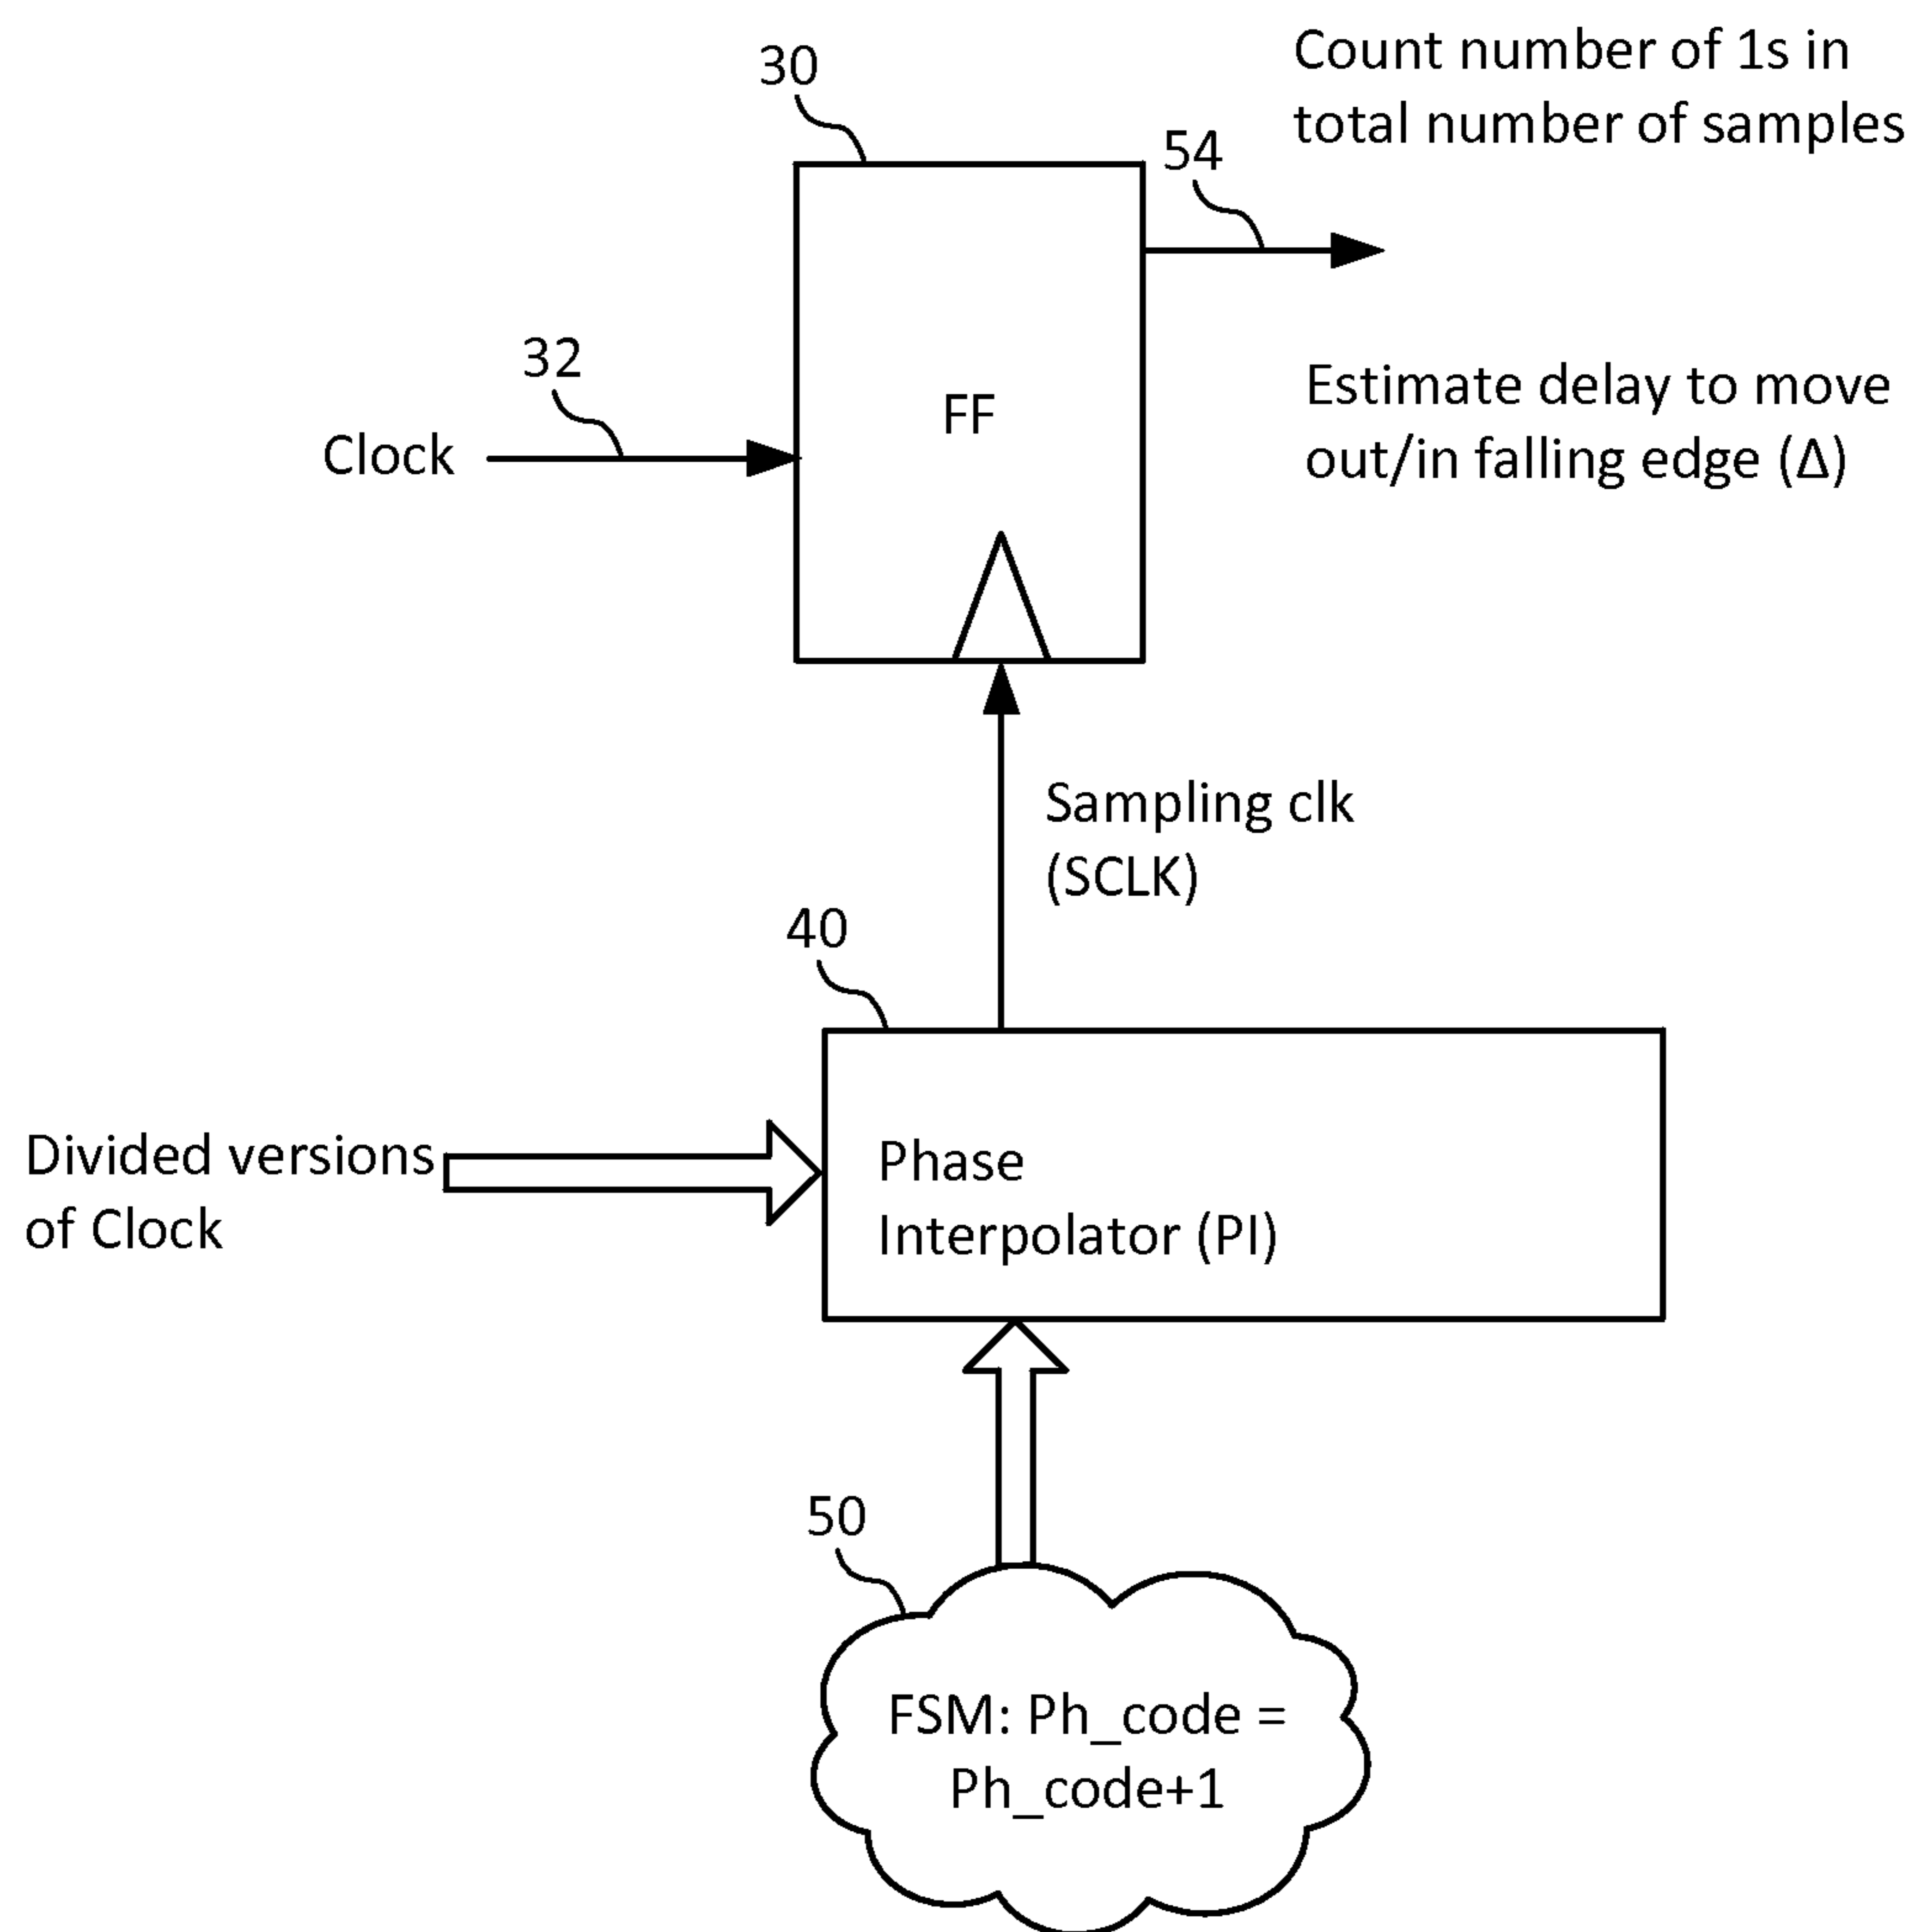 Count number of 1s in
total number of samples
30
54
32
Clock
FF
Estimate delay to move
out/in falling edge (Δ)
Sampling clk
(SCLK)
40
Divided versions
of Clock
Phase
Interpolator (PI)
50
FSM: Ph_code =
Ph_code+1